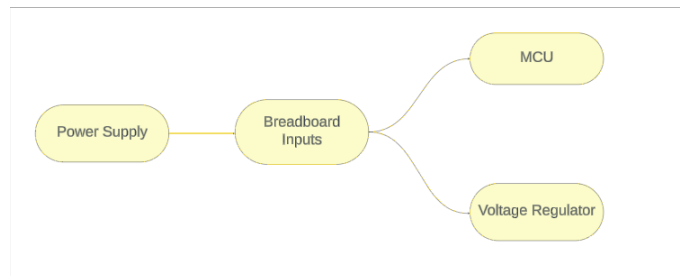 MCU
Power Supply
Breadboard
Inputs
Voltage Regulator